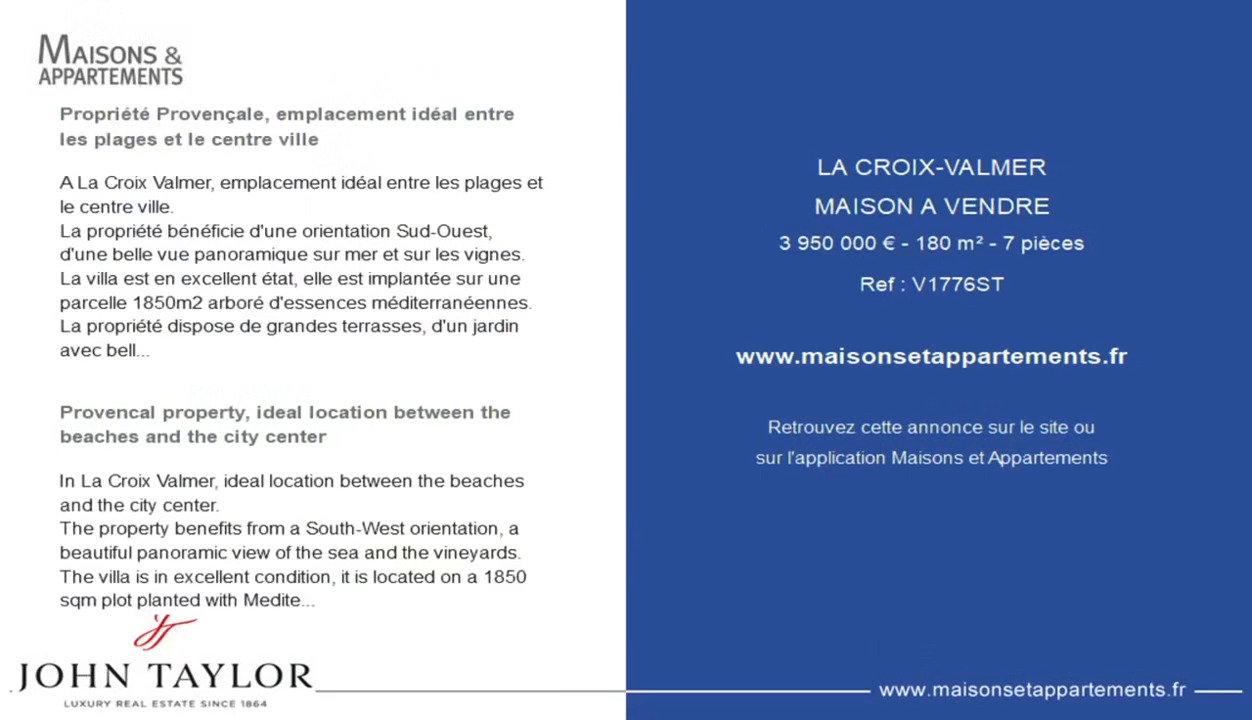 MAISONS &
APPARTEMENTS
Propriété Provençale, emplacement idéal entre
les plages et le centre ville
A La Croix Valmer, emplacement idéal entre les plages et
le centre ville.
La propriété bénéficie d'une orientation Sud-Ouest,
d'une belle vue panoramique sur mer et sur les vignes.
La villa est en excellent état, elle est implantée sur une
parcelle 1850m2 arboré d'essences méditerranéennes.
La propriété dispose de grandes terrasses, d'un jardin
avec bell...
Provencal property, ideal location between the
beaches and the city center
In La Croix Valmer, ideal location between the beaches
and the city center.
The property benefits from a South-West orientation, a
beautiful panoramic view of the sea and the vineyards.
The villa is in excellent condition, it is located on a 1850
sqm plot planted with Medite...
JOHN TAYLOR
LUXURY REAL ESTATE SINCE 1864
LA CROIX-VALMER
MAISON A VENDRE
3 950 000 € - 180 m² - 7 pièces
Ref : V1776ST
www.maisonsetappartements.fr
Retrouvez cette annonce sur le site ou
sur l'application Maisons et Appartements
www.maisonsetappartements.fr